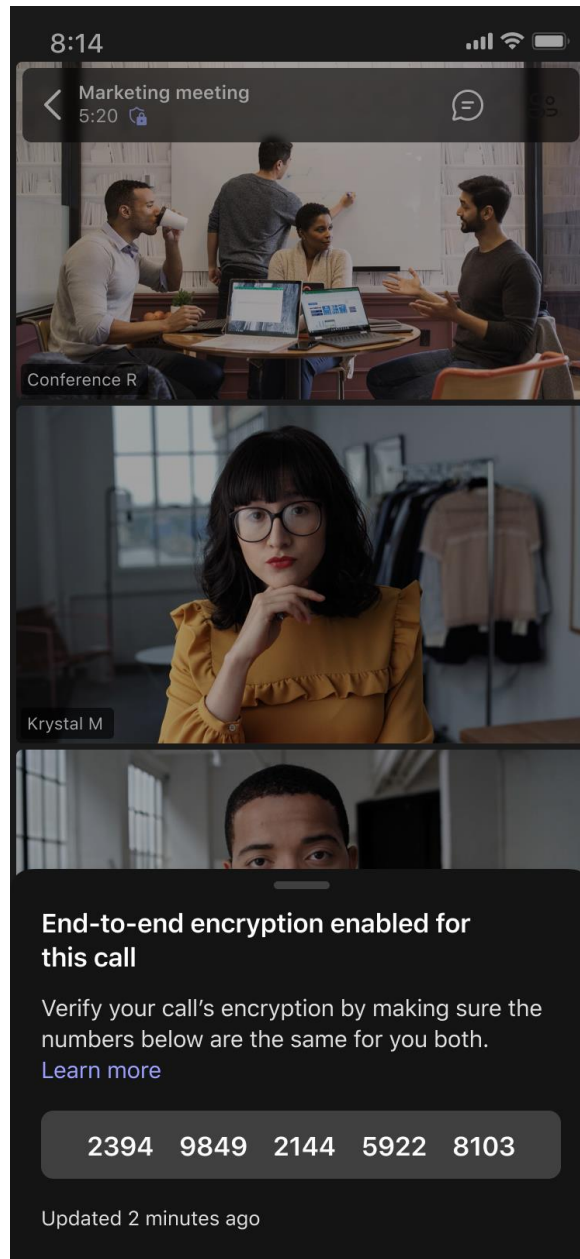 8:14
Marketing meeting
5:20
Conference R
Krystal M
End-to-end encryption enabled for
this call
Verify your call's encryption by making sure the
numbers below are the same for you both.
Learn more
2394 9849 2144 5922 8103
Updated 2 minutes ago